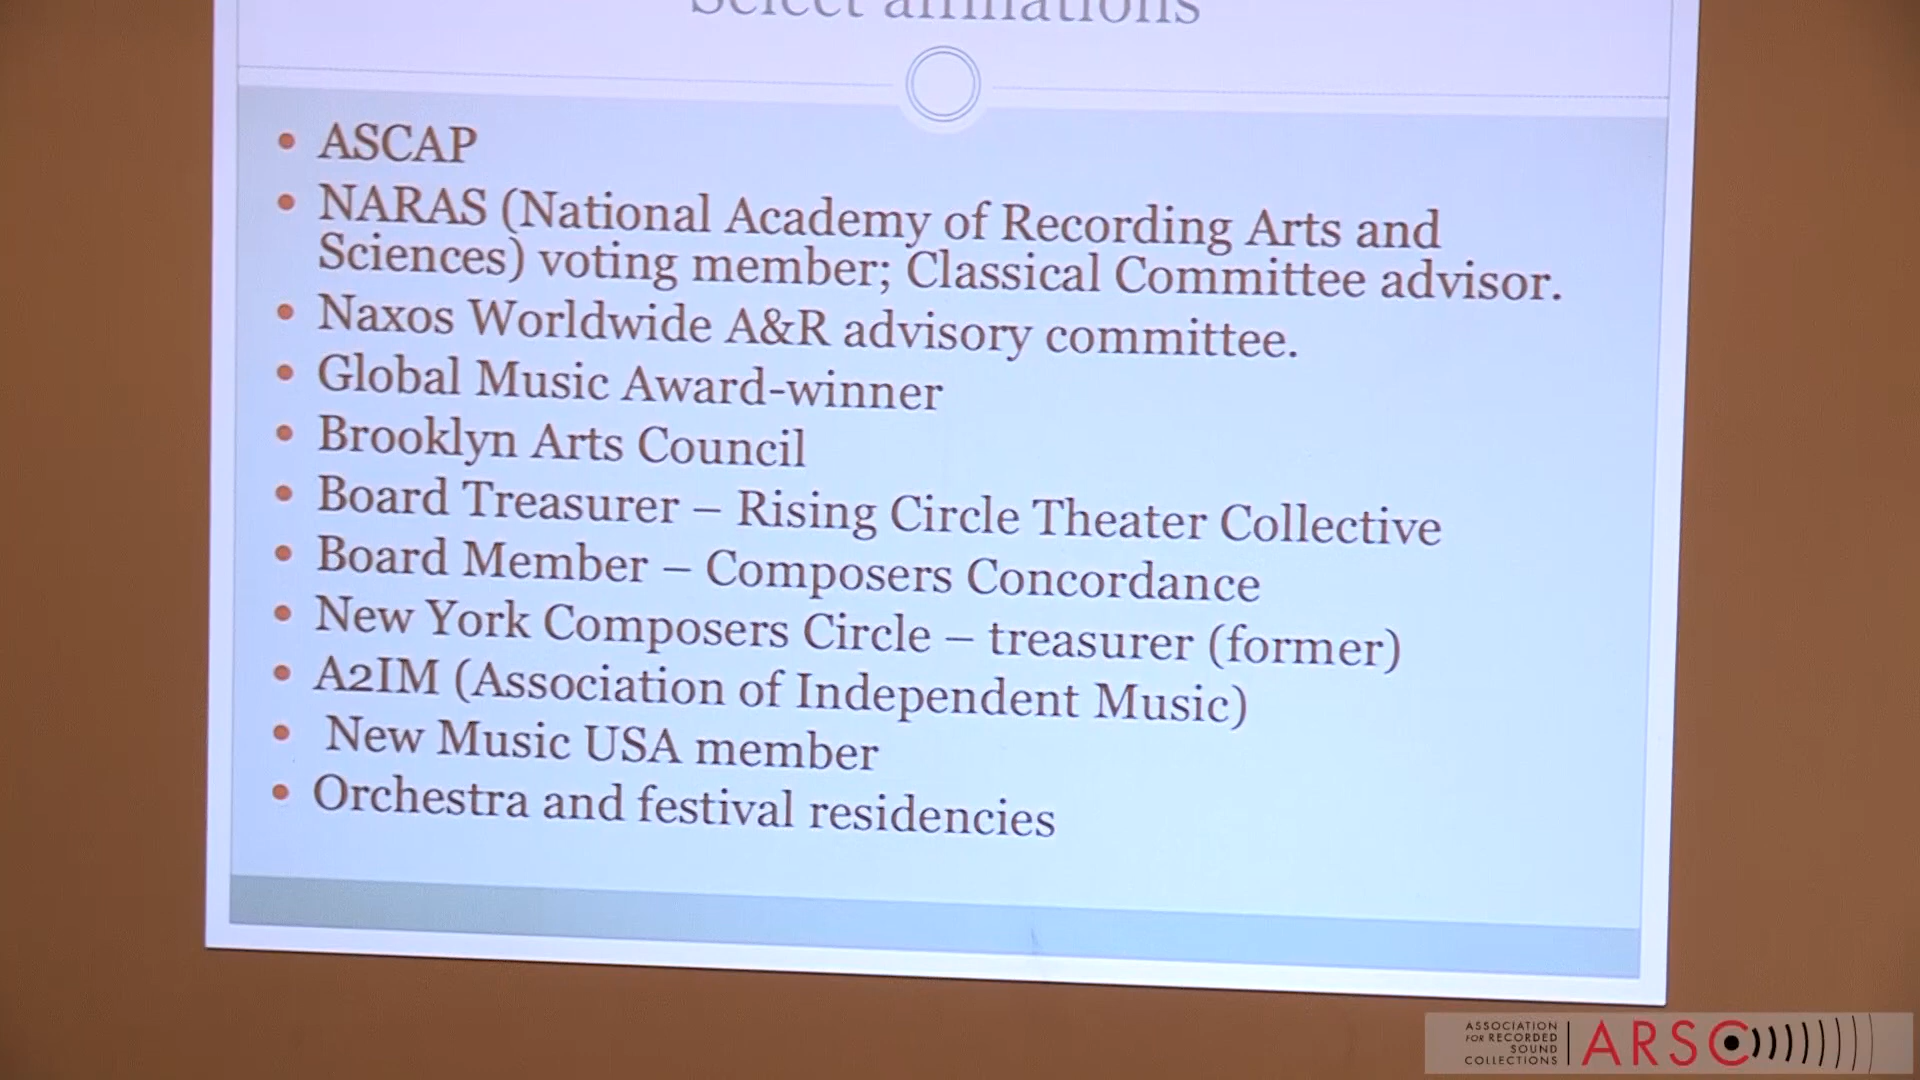 Select affiliations
• ASCAP
• NARAS (National Academy of Recording Arts and
Sciences) voting member; Classical Committee advisor.
• Naxos Worldwide A&R advisory committee.
• Global Music Award-winner
• Brooklyn Arts Council
• Board Treasurer – Rising Circle Theater Collective
• Board Member – Composers Concordance
• New York Composers Circle – treasurer (former)
• A2IM (Association of Independent Music)
• New Music USA member
• Orchestra and festival residencies
ASSOCIATION
FOR RECORDED
SOUND
COLLECTIONS
ARSC